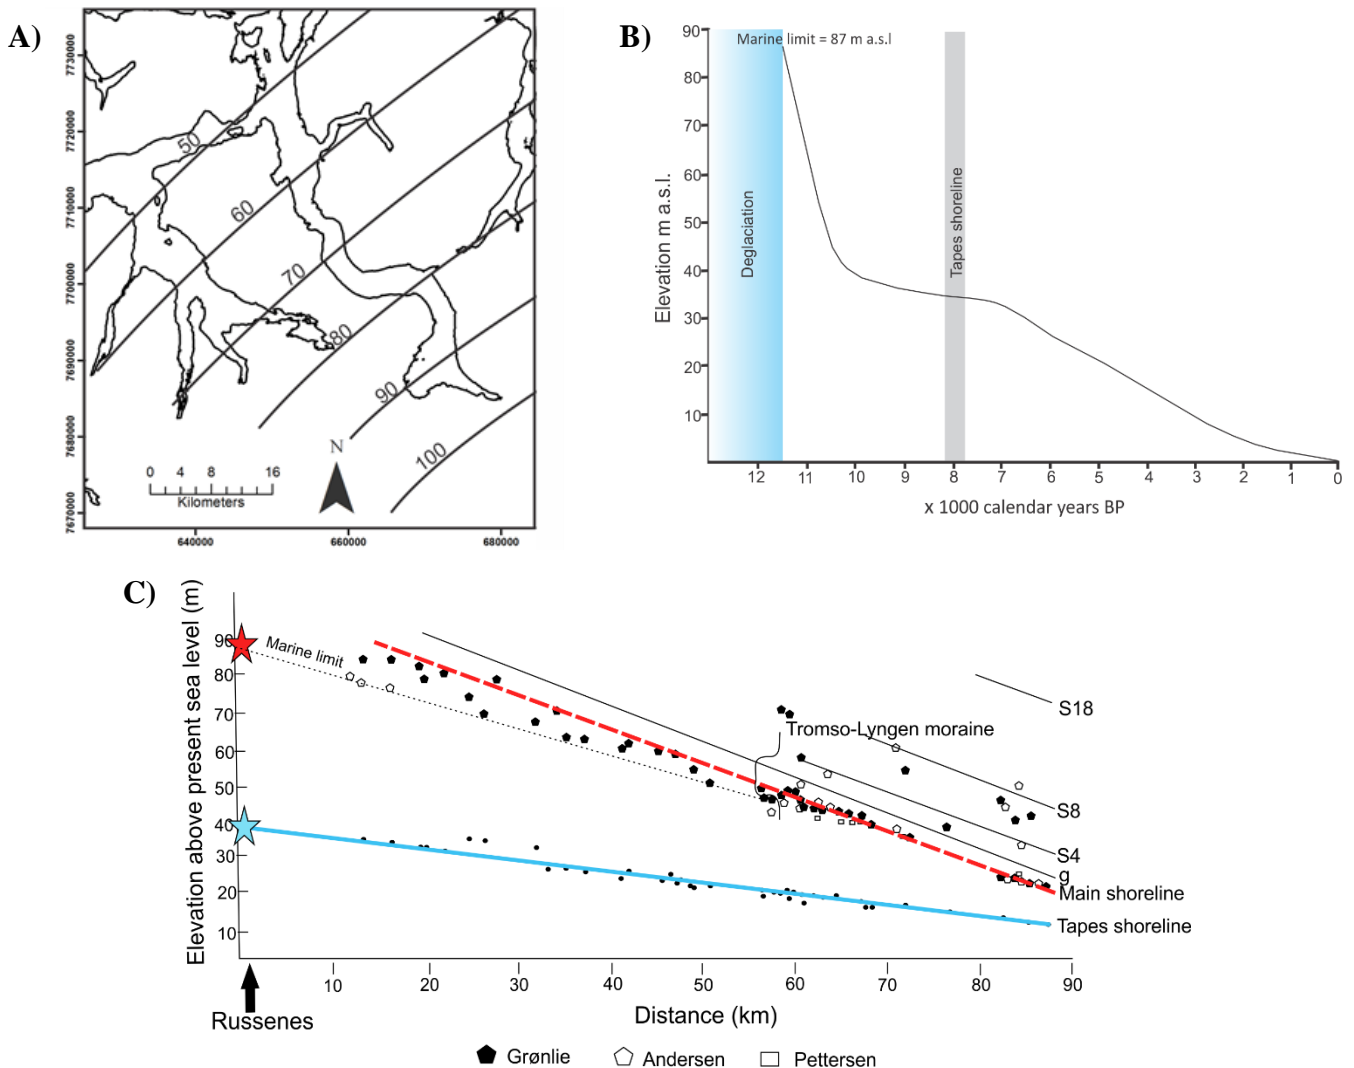 A)
7730000
7720000
7710000
7700000
7690000
7680000
7670000
50
60
70
80
90
100
N
0 4 8 16
Kilometers
640000 660000 680000
B)
Marine limit = 87 m a.s.l
90
80
70
60
50
40
30
20
10
Elevation m a.s.l.
Deglaciation
Tapes shoreline
12 11 10 9 8 7 6 5 4 3 2 1 0
x 1000 calendar years BP
C)
Elevation above present sea level (m)
90
80
70
60
50
40
30
20
10
Marine limit
Tromso-Lyngen moraine
S18
S8
S4
g
Main shoreline
Tapes shoreline
10 20 30 40 50 60 70 80 90
Distance (km)
Russenes
Grønlie Andersen Pettersen